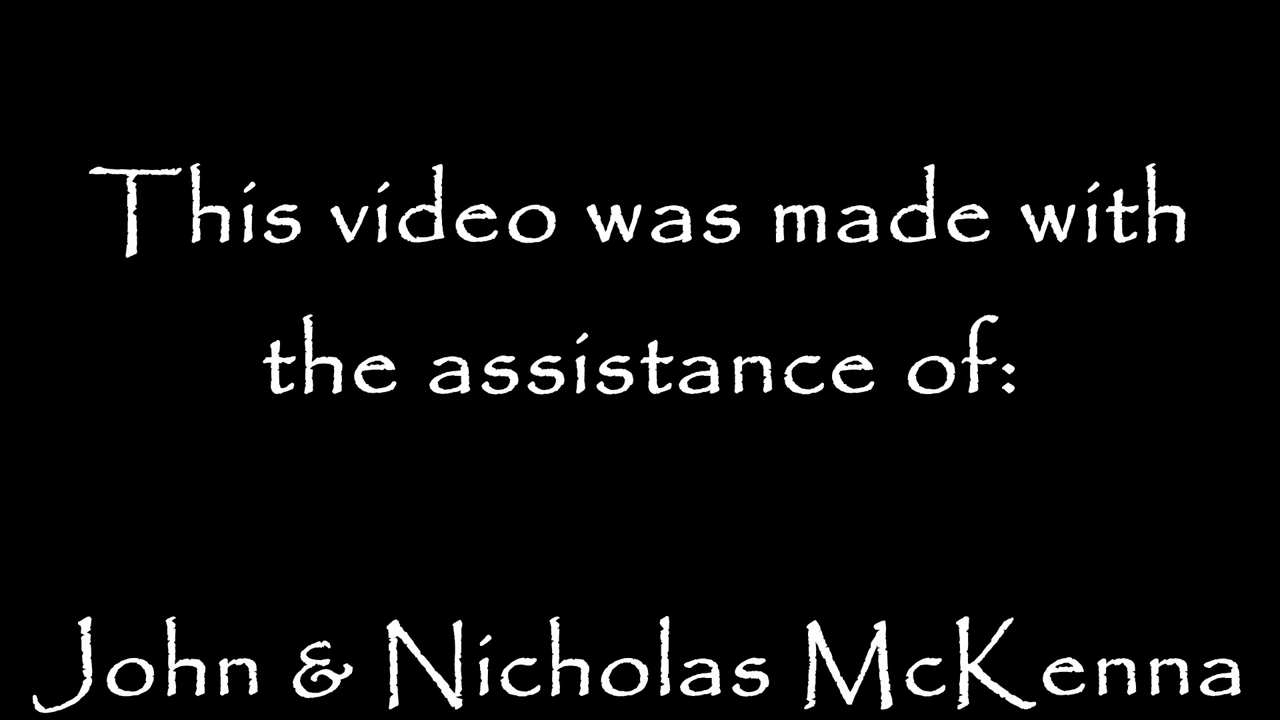 This video was made with
the assistance of:
John & Nicholas McKenna